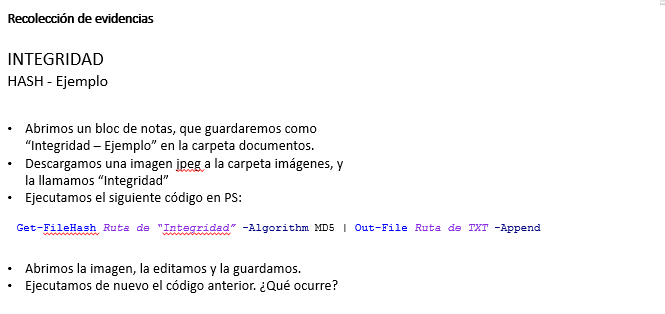 Recolección de evidencias
INTEGRIDAD
HASH - Ejemplo
• Abrimos un bloc de notas, que guardaremos como
“Integridad – Ejemplo” en la carpeta documentos.
• Descargamos una imagen jpeg a la carpeta imágenes, y
la llamamos “Integridad”
• Ejecutamos el siguiente código en PS:
Get-FileHash Ruta de “Integridad” -Algorithm MD5 | Out-File Ruta de TXT -Append
• Abrimos la imagen, la editamos y la guardamos.
• Ejecutamos de nuevo el código anterior. ¿Qué ocurre?